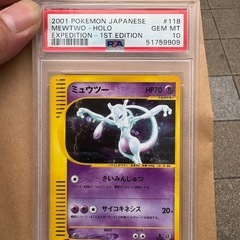 2001 POKEMON JAPANESE #118
MEWTWO - HOLO GEM MT
EXPEDITION - 1ST EDITION 10
PSA 51759909
ミュウツー HP70
さいみんじゅつ
サイコキネシス 20